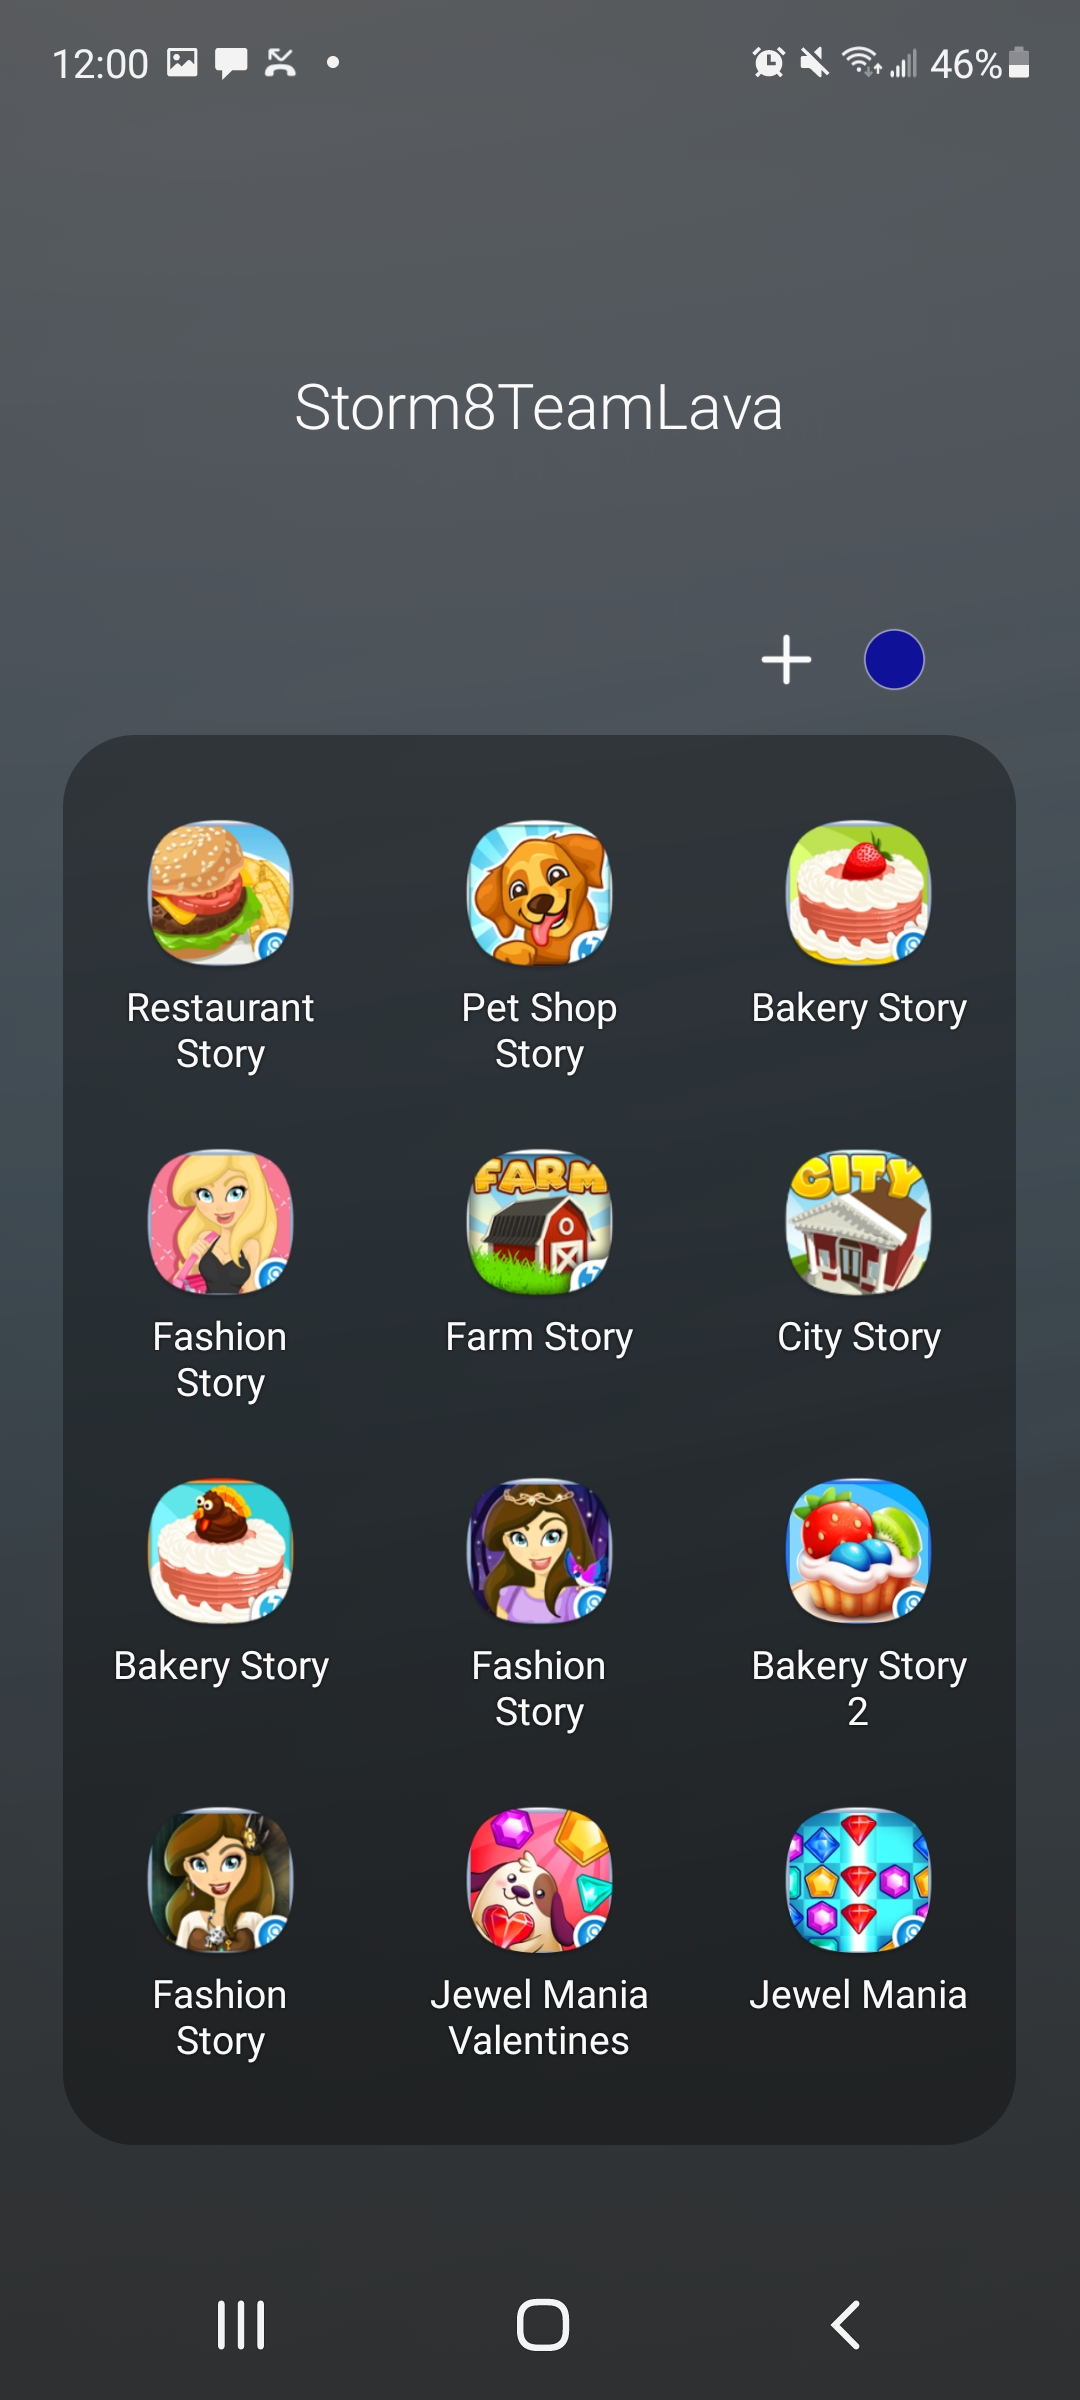 12:00 46%
Storm8TeamLava
Restaurant
Story
Pet Shop
Story
Bakery Story
FARM
CITY
Fashion
Story
Farm Story
City Story
Bakery Story
Fashion
Story
Bakery Story
2
Fashion
Story
Jewel Mania
Valentines
Jewel Mania